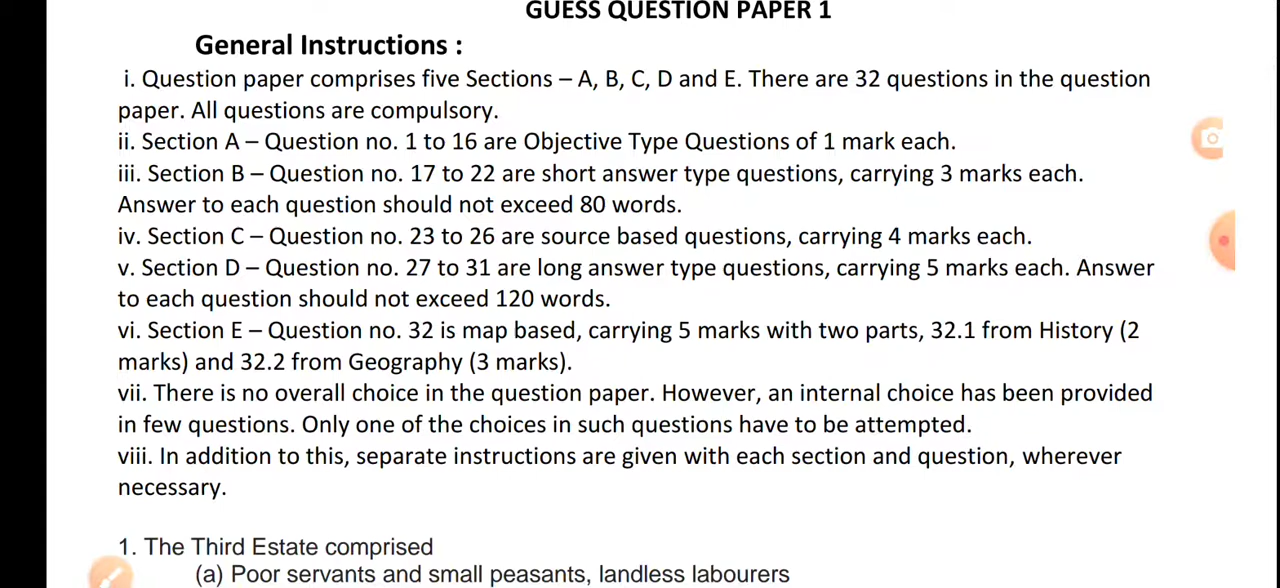 GUESS QUESTION PAPER 1
General Instructions :
i. Question paper comprises five Sections – A, B, C, D and E. There are 32 questions in the question
paper. All questions are compulsory.
ii. Section A – Question no. 1 to 16 are Objective Type Questions of 1 mark each.
iii. Section B – Question no. 17 to 22 are short answer type questions, carrying 3 marks each.
Answer to each question should not exceed 80 words.
iv. Section C – Question no. 23 to 26 are source based questions, carrying 4 marks each.
v. Section D – Question no. 27 to 31 are long answer type questions, carrying 5 marks each. Answer
to each question should not exceed 120 words.
vi. Section E – Question no. 32 is map based, carrying 5 marks with two parts, 32.1 from History (2
marks) and 32.2 from Geography (3 marks).
vii. There is no overall choice in the question paper. However, an internal choice has been provided
in few questions. Only one of the choices in such questions have to be attempted.
viii. In addition to this, separate instructions are given with each section and question, wherever
necessary.
1. The Third Estate comprised
(a) Poor servants and small peasants, landless labourers